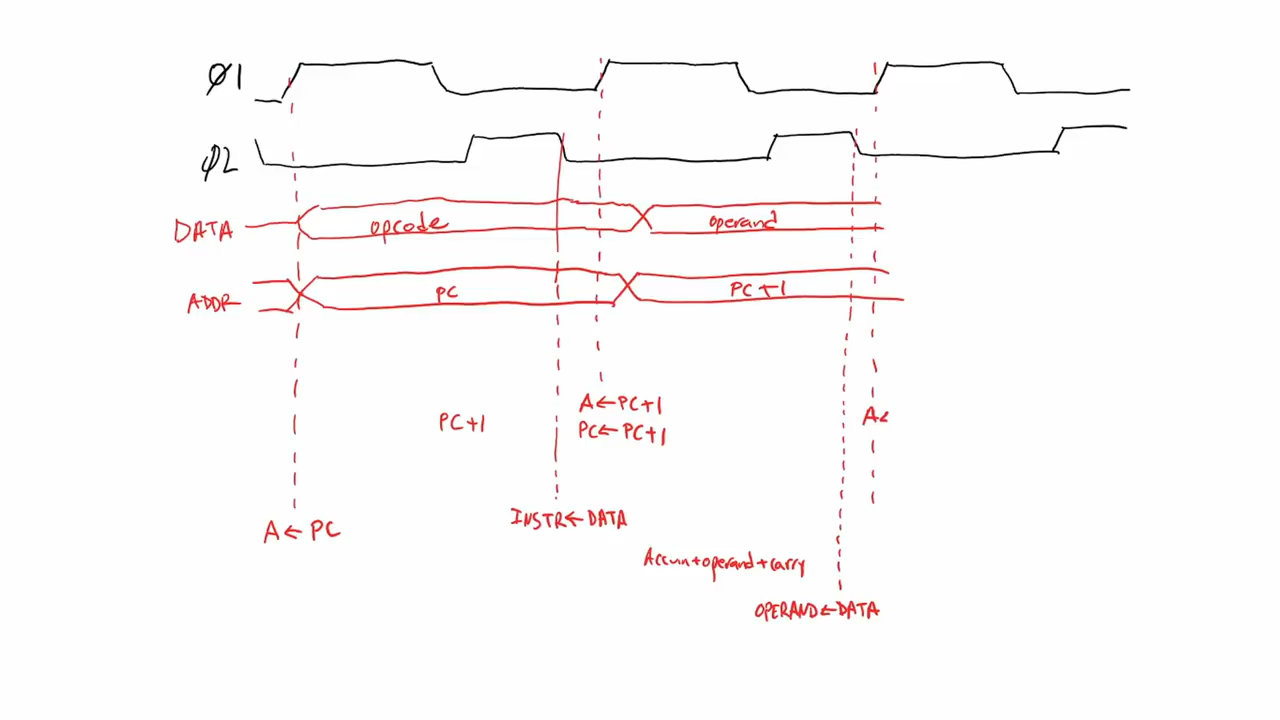 Ø1
Ø2
DATA
opcode
operand
ADDR
PC
PC+1
A←PC+1
PC+1
PC←PC+1
A←
INSTR←DATA
A←PC
Accum+operand+carry
OPERAND←DATA